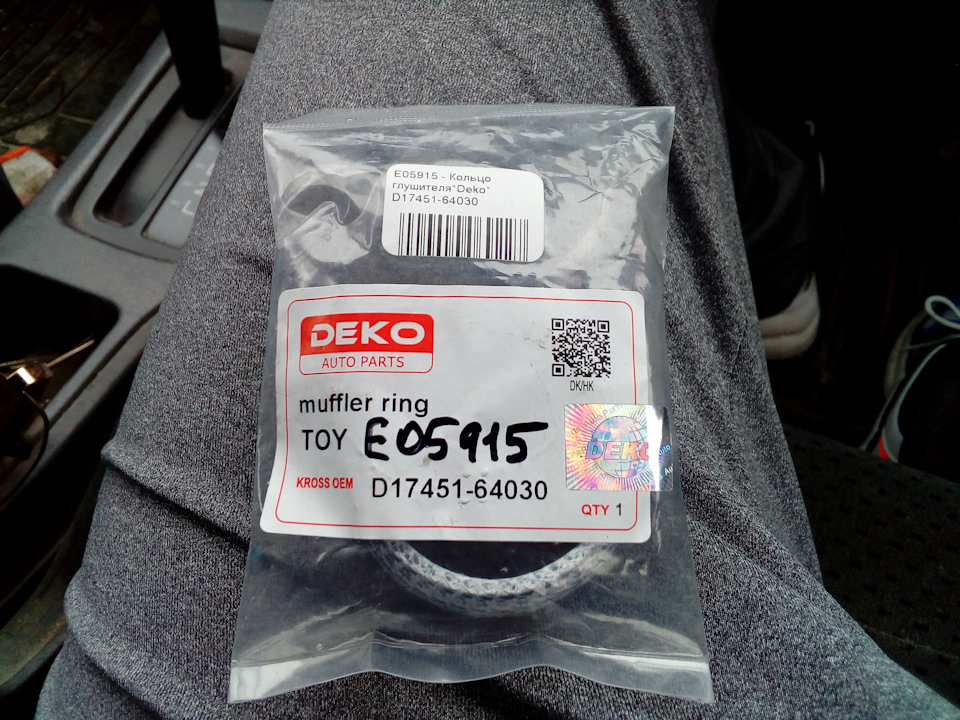 E05915 - Кольцо
глушителя"Deko"
D17451-64030
DEKO
AUTO PARTS
DK/HK
muffler ring
TOY E05915
DEKO
KROSS OEM D17451-64030
QTY 1